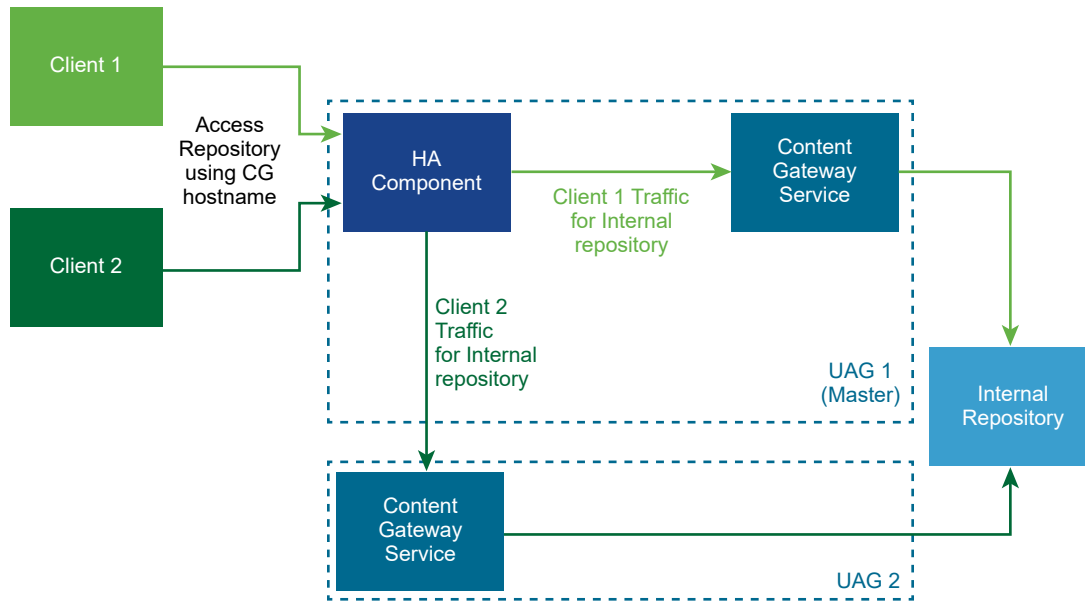 Client 1
Access
Repository
using CG
hostname
Client 2
HA
Component
Client 1 Traffic
for Internal
repository
Content
Gateway
Service
Client 2
Traffic
for Internal
repository
UAG 1
(Master)
Internal
Repository
Content
Gateway
Service
UAG 2